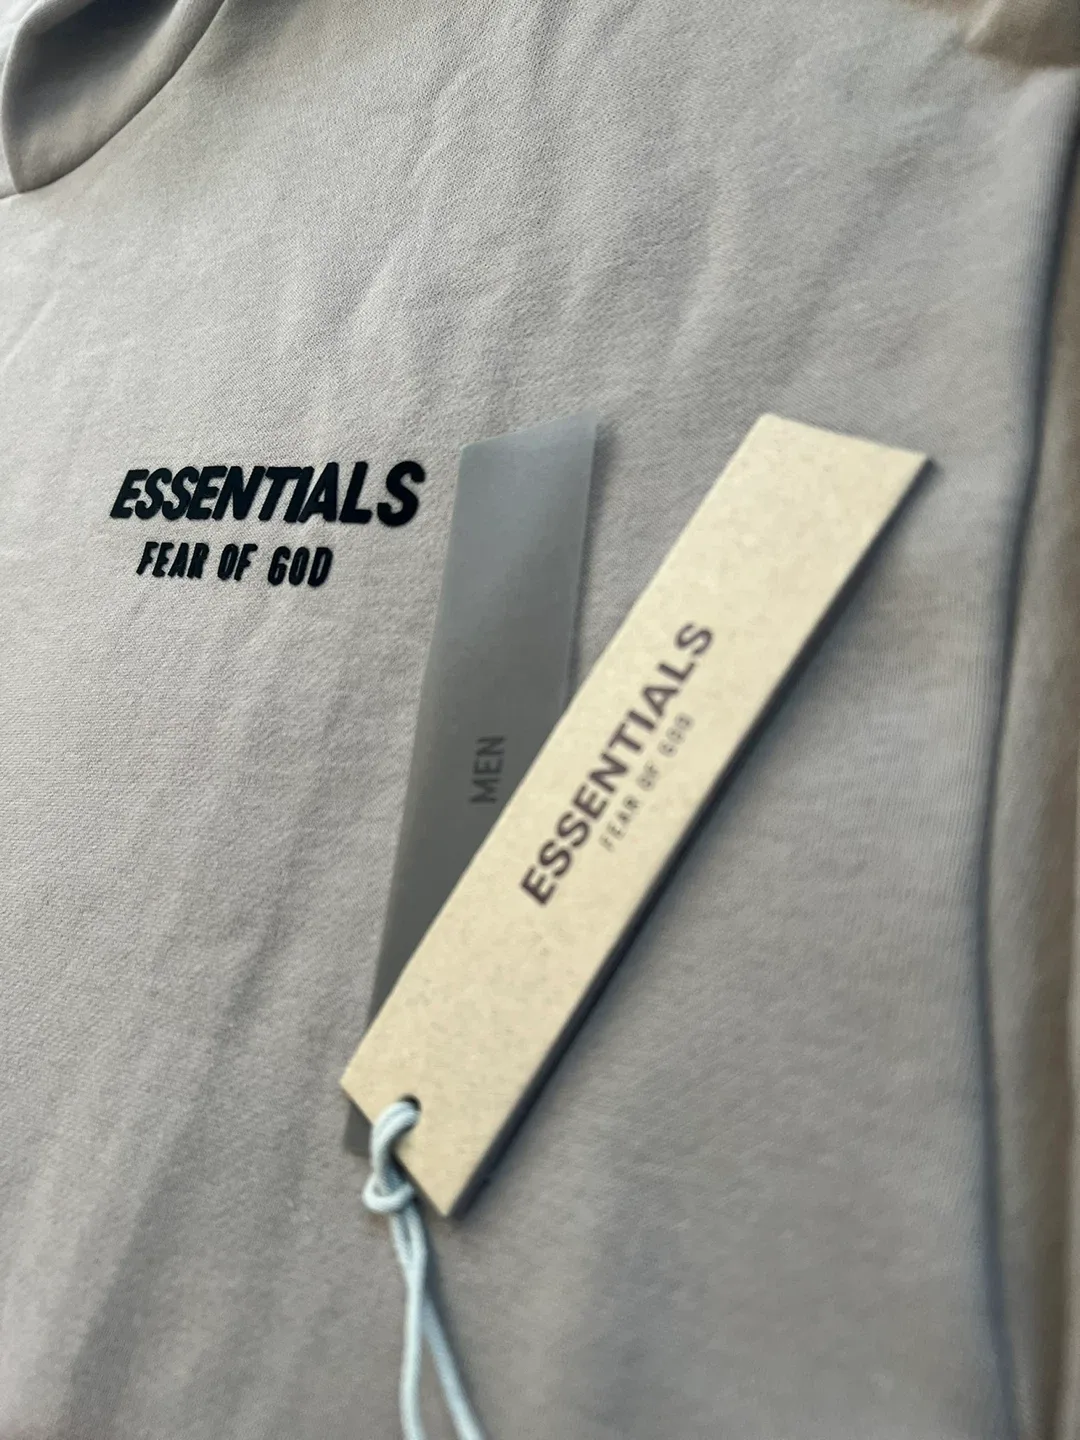 ESSENTIALS
FEAR OF GOD
MEN
ESSENTIALS
FEAR OF GOD